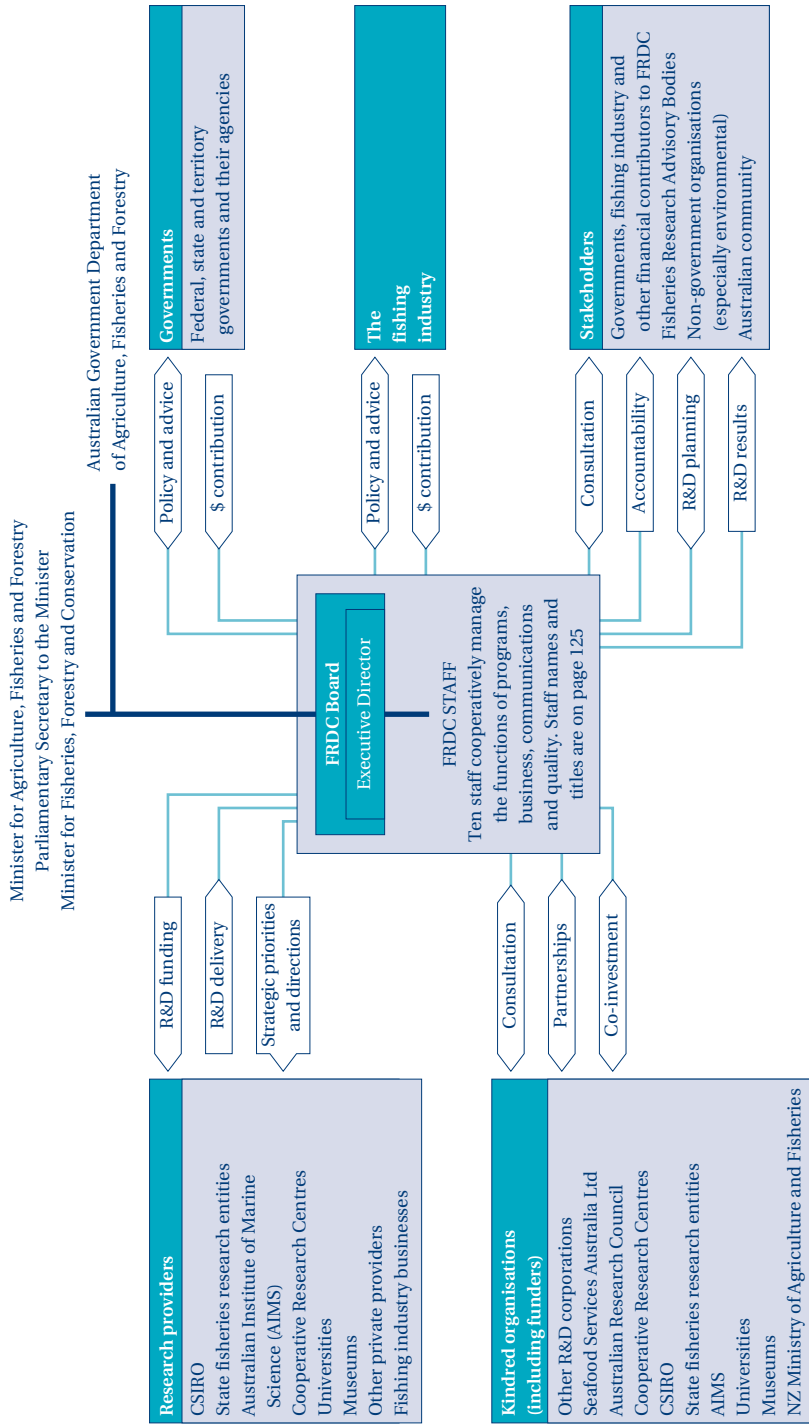 Minister for Agriculture, Fisheries and Forestry
Parliamentary Secretary to the Minister
Minister for Fisheries, Forestry and Conservation
Australian Government Department
of Agriculture, Fisheries and Forestry
Research providers
CSIRO
State fisheries research entities
Australian Institute of Marine
Science (AIMS)
Cooperative Research Centres
Universities
Museums
Other private providers
Fishing industry businesses
R&D funding
R&D delivery
Strategic priorities
and directions
FRDC Board
Executive Director
FRDC STAFF
Ten staff cooperatively manage
the functions of programs,
business, communications
and quality. Staff names and
titles are on page 125
Policy and advice
$ contribution
Governments
Federal, state and territory
governments and their agencies
Policy and advice
$ contribution
The
fishing
industry
Kindred organisations
(including funders)
Other R&D corporations
Seafood Services Australia Ltd
Australian Research Council
Cooperative Research Centres
CSIRO
State fisheries research entities
AIMS
Universities
Museums
NZ Ministry of Agriculture and Fisheries
Consultation
Partnerships
Co-investment
Consultation
Accountability
R&D planning
R&D results
Stakeholders
Governments, fishing industry and
other financial contributors to FRDC
Fisheries Research Advisory Bodies
Non-government organisations
(especially environmental)
Australian community